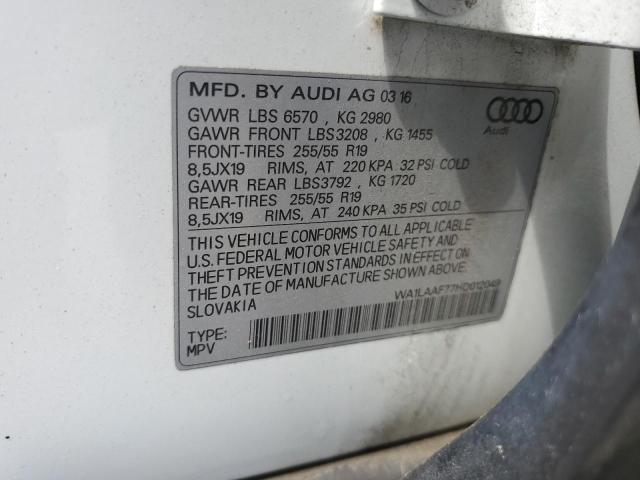 MFD. BY AUDI AG 03 16
GVWR LBS 6570 , KG 2980
GAWR FRONT LBS3208 , KG 1455
FRONT-TIRES 255/55 R19
8,5JX19 RIMS, AT 220 KPA 32 PSI COLD
GAWR REAR LBS3792 , KG 1720
REAR-TIRES 255/55 R19
8,5JX19 RIMS, AT 240 KPA 35 PSI COLD
Audi
THIS VEHICLE CONFORMS TO ALL APPLICABLE
U.S. FEDERAL MOTOR VEHICLE SAFETY AND
THEFT PREVENTION STANDARDS IN EFFECT ON
THE DATE OF MANUFACTURE SHOWN ABOVE.
SLOVAKIA
WA1LAAF77HD012049
TYPE:
MPV